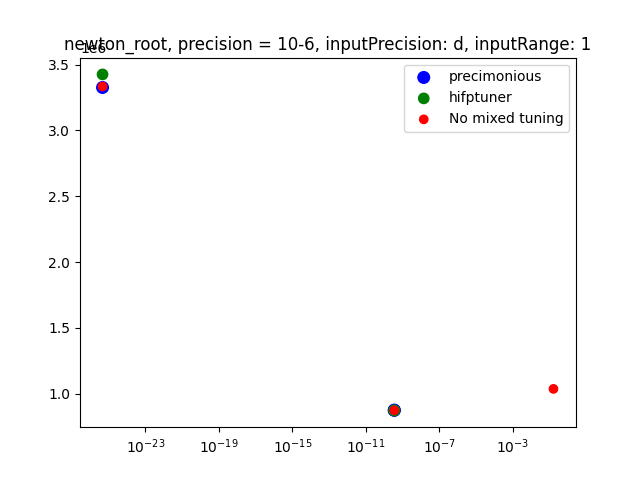 newton_root, precision = 10-6, inputPrecision: d, inputRange: 1
1e6
3.5
3.0
2.5
2.0
1.5
1.0
precimonious
hifptuner
No mixed tuning
10⁻²³ 10⁻¹⁹ 10⁻¹⁵ 10⁻¹¹ 10⁻⁷ 10⁻³